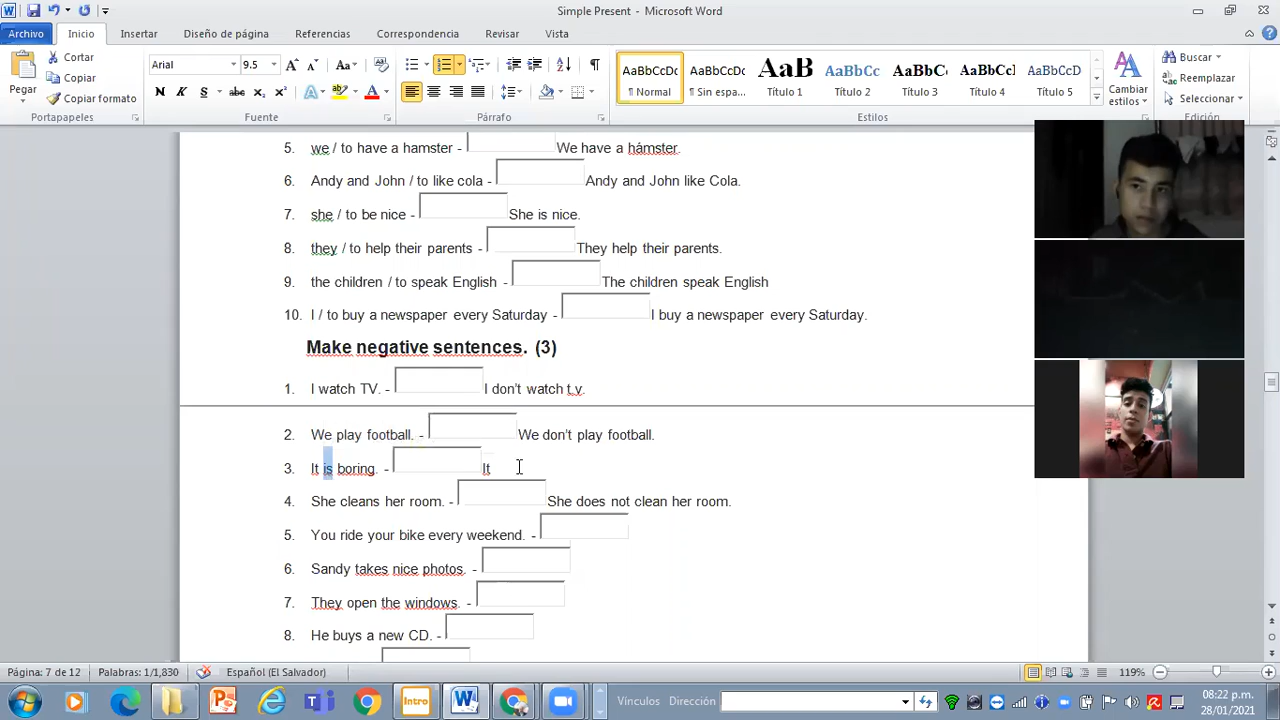 Simple Present - Microsoft Word
Archivo Inicio Insertar Diseño de página Referencias Correspondencia Revisar Vista
Pegar
Cortar
Copiar
Copiar formato
Portapapeles
Arial 9.5
Fuente
Párrafo
AaBbCcDc AaBbCcDc AaB AaBbCc AaBbCc AaBbCc AaBbCcD
¶ Normal ¶ Sin espa... Título 1 Título 2 Título 3 Título 4 Título 5
Estilos
Cambiar estilos
Buscar
Reemplazar
Seleccionar
Edición
5. we / to have a hamster - We have a hámster.
6. Andy and John / to like cola - Andy and John like Cola.
7. she / to be nice - She is nice.
8. they / to help their parents - They help their parents.
9. the children / to speak English - The children speak English
10. I / to buy a newspaper every Saturday - I buy a newspaper every Saturday.
Make negative sentences. (3)
1. I watch TV. - I don't watch t.v.
2. We play football. - We don't play football.
3. It is boring. - It
4. She cleans her room. - She does not clean her room.
5. You ride your bike every weekend. -
6. Sandy takes nice photos. -
7. They open the windows. -
8. He buys a new CD. -
Página: 7 de 12 Palabras: 1/1,830 Español (El Salvador) 119%
Intro
Vínculos Dirección
08:22 p.m.
28/01/2021